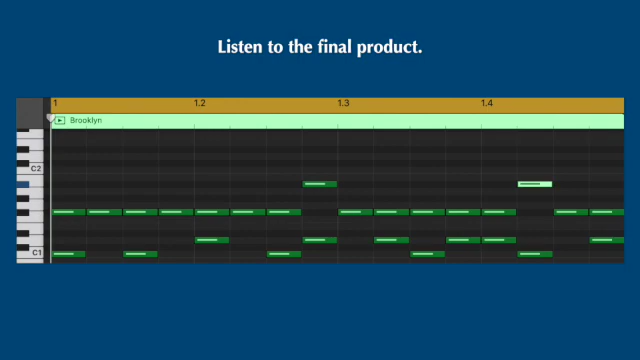 Listen to the final product.
1 1.2 1.3 1.4
Brooklyn
C2
C1